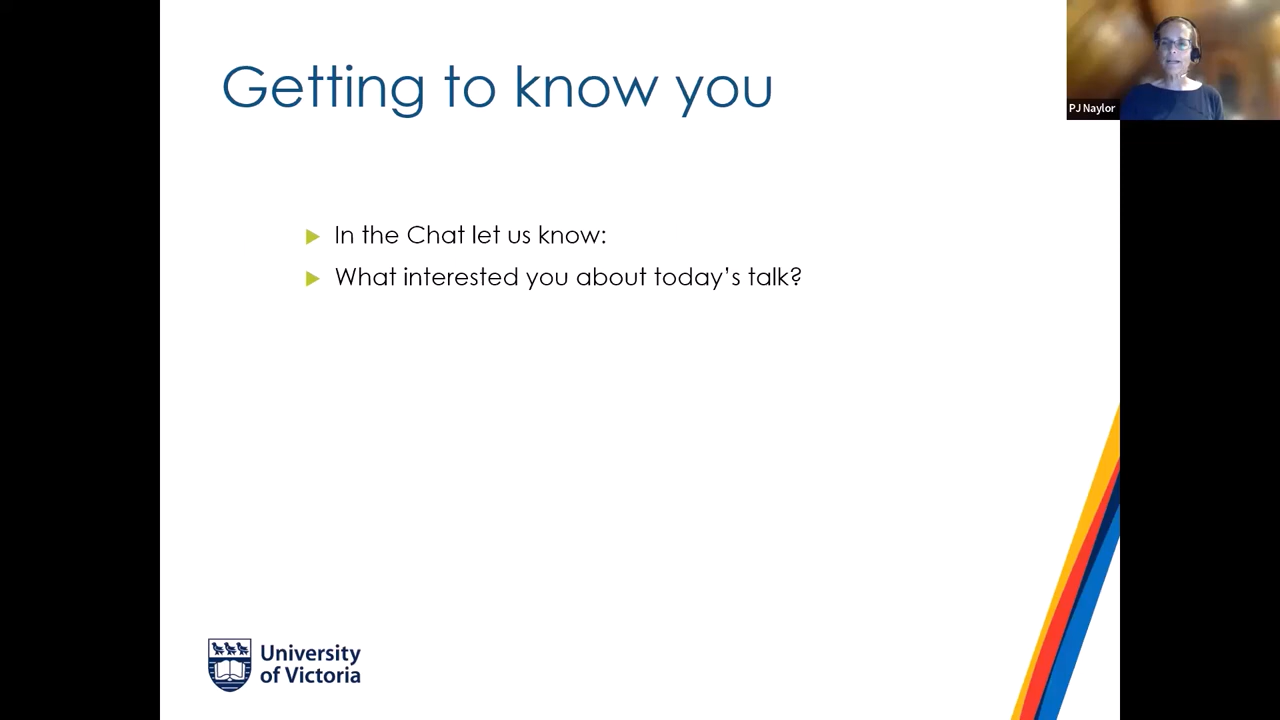 Getting to know you
PJ Naylor
In the Chat let us know:
What interested you about today's talk?
University
of Victoria